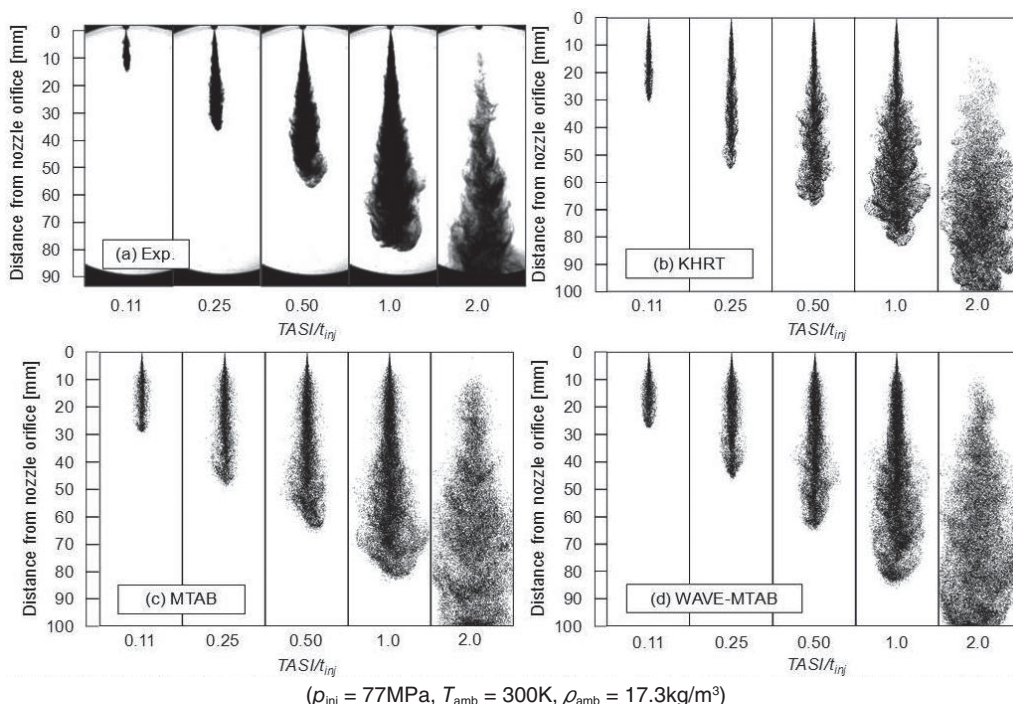 Distance from nozzle orifice [mm]
0
10
20
30
40
50
60
70
80
90
(a) Exp.
0.11 0.25 0.50 1.0 2.0
TASI/tinj
Distance from nozzle orifice [mm]
0
10
20
30
40
50
60
70
80
90
100
(b) KHRT
0.11 0.25 0.50 1.0 2.0
TASI/tinj
Distance from nozzle orifice [mm]
0
10
20
30
40
50
60
70
80
90
100
(c) MTAB
0.11 0.25 0.50 1.0 2.0
TASI/tinj
Distance from nozzle orifice [mm]
0
10
20
30
40
50
60
70
80
90
100
(d) WAVE-MTAB
0.11 0.25 0.50 1.0 2.0
TASI/tinj
(pinj = 77MPa, Tamb = 300K, ρamb = 17.3kg/m³)